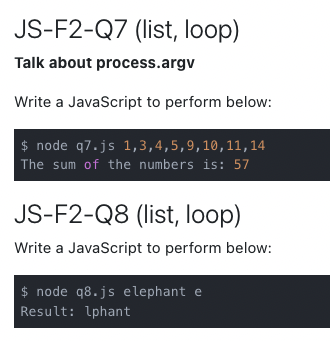 JS-F2-Q7 (list, loop)
Talk about process.argv
Write a JavaScript to perform below:
$ node q7.js 1,3,4,5,9,10,11,14
The sum of the numbers is: 57
JS-F2-Q8 (list, loop)
Write a JavaScript to perform below:
$ node q8.js elephant e
Result: lphant